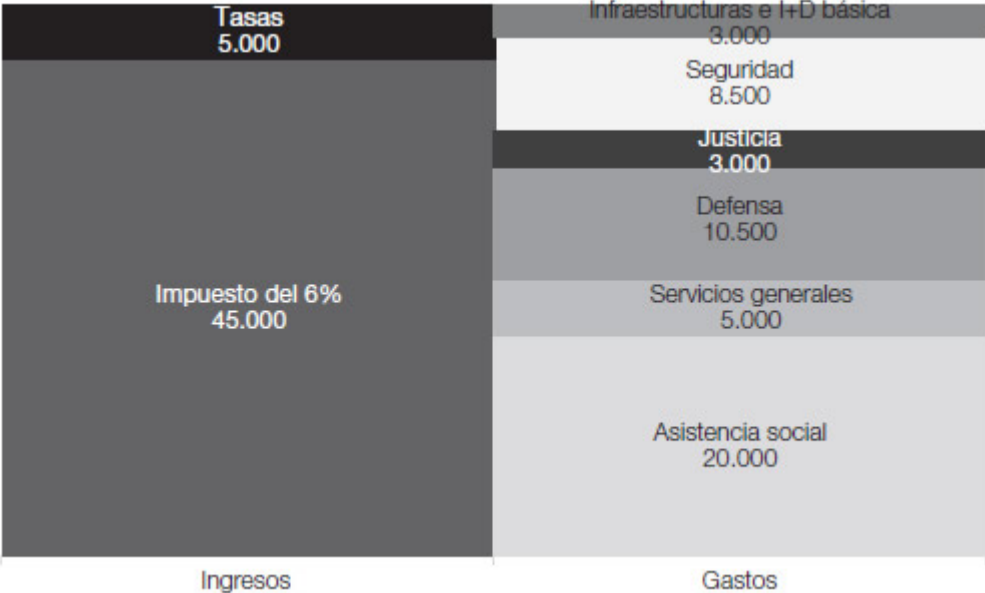 Tasas
5.000
Impuesto del 6%
45.000
Ingresos
Infraestructuras e I+D básica
3.000
Seguridad
8.500
Justicia
3.000
Defensa
10.500
Servicios generales
5.000
Asistencia social
20.000
Gastos